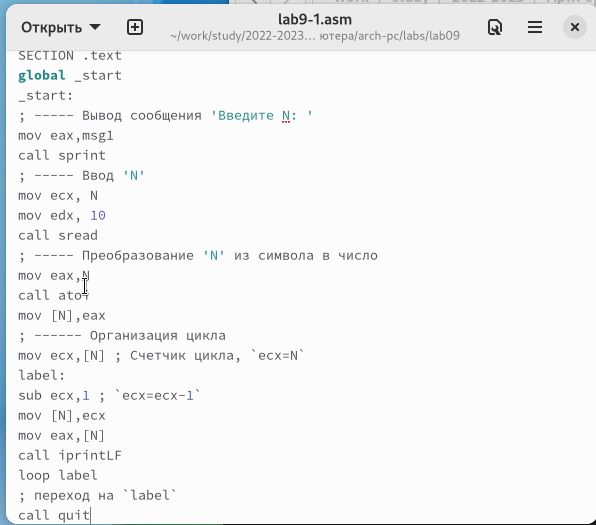 Открыть
lab9-1.asm
~/work/study/2022-2023… ютера/arch-pc/labs/lab09
SECTION .text
global _start
_start:
; ----- Вывод сообщения 'Введите N: '
mov eax,msg1
call sprint
; ----- Ввод 'N'
mov ecx, N
mov edx, 10
call sread
; ----- Преобразование 'N' из символа в число
mov eax,N
call atoi
mov [N],eax
; ------ Организация цикла
mov ecx,[N] ; Счетчик цикла, `ecx=N`
label:
sub ecx,1 ; `ecx=ecx-1`
mov [N],ecx
mov eax,[N]
call iprintLF
loop label
; переход на `label`
call quit